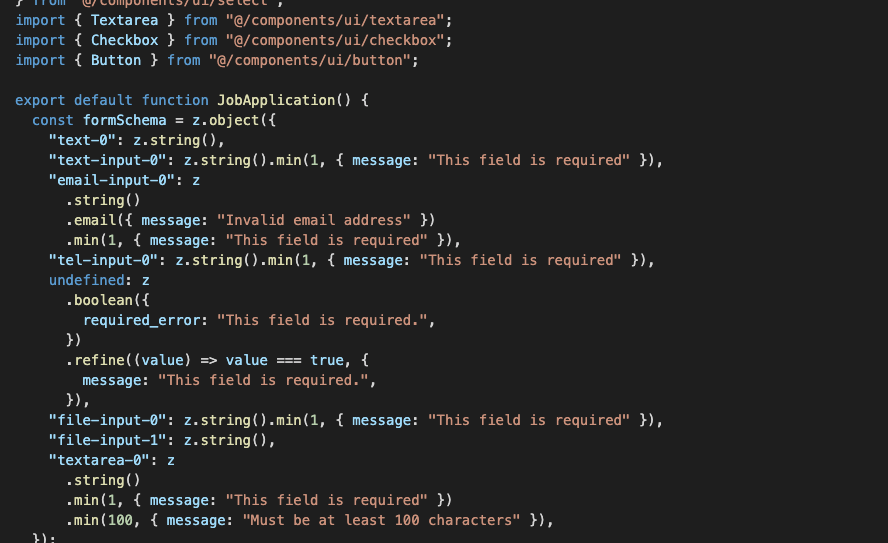 } from "@/components/ui/select";
import { Textarea } from "@/components/ui/textarea";
import { Checkbox } from "@/components/ui/checkbox";
import { Button } from "@/components/ui/button";

export default function JobApplication() {
  const formSchema = z.object({
    "text-0": z.string(),
    "text-input-0": z.string().min(1, { message: "This field is required" }),
    "email-input-0": z
      .string()
      .email({ message: "Invalid email address" })
      .min(1, { message: "This field is required" }),
    "tel-input-0": z.string().min(1, { message: "This field is required" }),
    undefined: z
      .boolean({
        required_error: "This field is required.",
      })
      .refine((value) => value === true, {
        message: "This field is required.",
      }),
    "file-input-0": z.string().min(1, { message: "This field is required" }),
    "file-input-1": z.string(),
    "textarea-0": z
      .string()
      .min(1, { message: "This field is required" })
      .min(100, { message: "Must be at least 100 characters" }),
  });